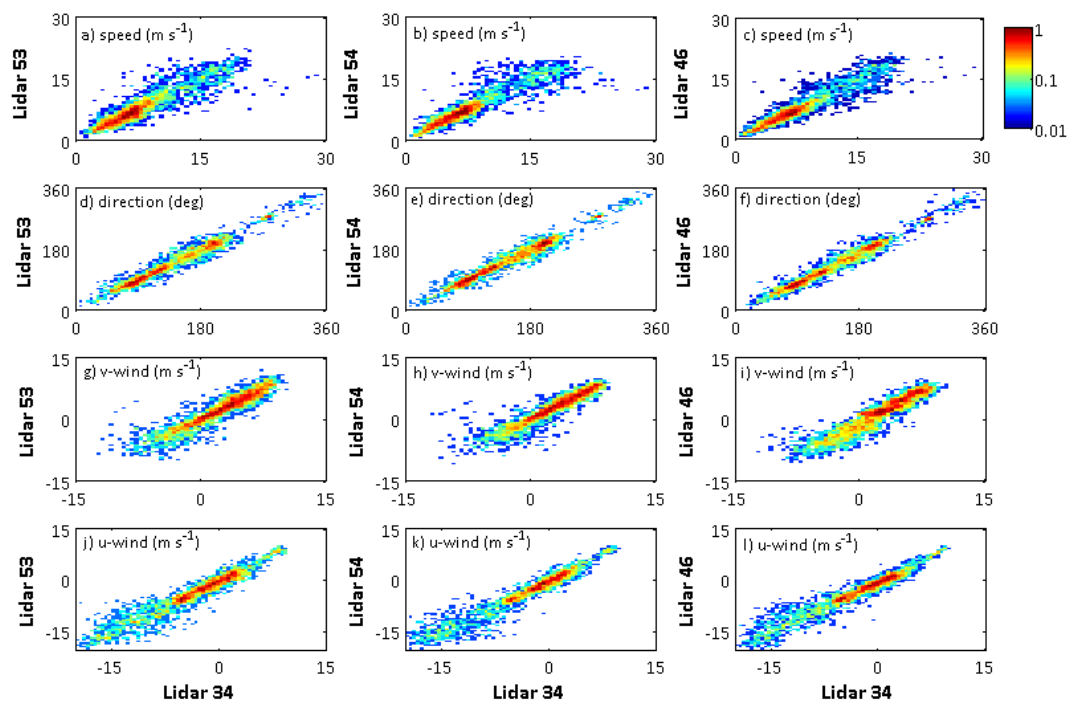 30 30 30
a) speed (m s⁻¹) b) speed (m s⁻¹) c) speed (m s⁻¹) 1
Lidar 53 Lidar 54 Lidar 46
15 15 15 0.1
0 0 0 0.01
0 15 30 0 15 30 0 15 30
360 360 360
d) direction (deg) e) direction (deg) f) direction (deg)
Lidar 53 Lidar 54 Lidar 46
180 180 180
0 0 0
0 180 360 0 180 360 0 180 360
15 15 15
g) v-wind (m s⁻¹) h) v-wind (m s⁻¹) i) v-wind (m s⁻¹)
Lidar 53 Lidar 54 Lidar 46
0 0 0
-15 -15 -15
-15 0 15 -15 0 15 -15 0 15
15 15 15
j) u-wind (m s⁻¹) k) u-wind (m s⁻¹) l) u-wind (m s⁻¹)
Lidar 53 Lidar 54 Lidar 46
0 0 0
-15 -15 -15
-15 0 15 -15 0 15 -15 0 15
Lidar 34 Lidar 34 Lidar 34